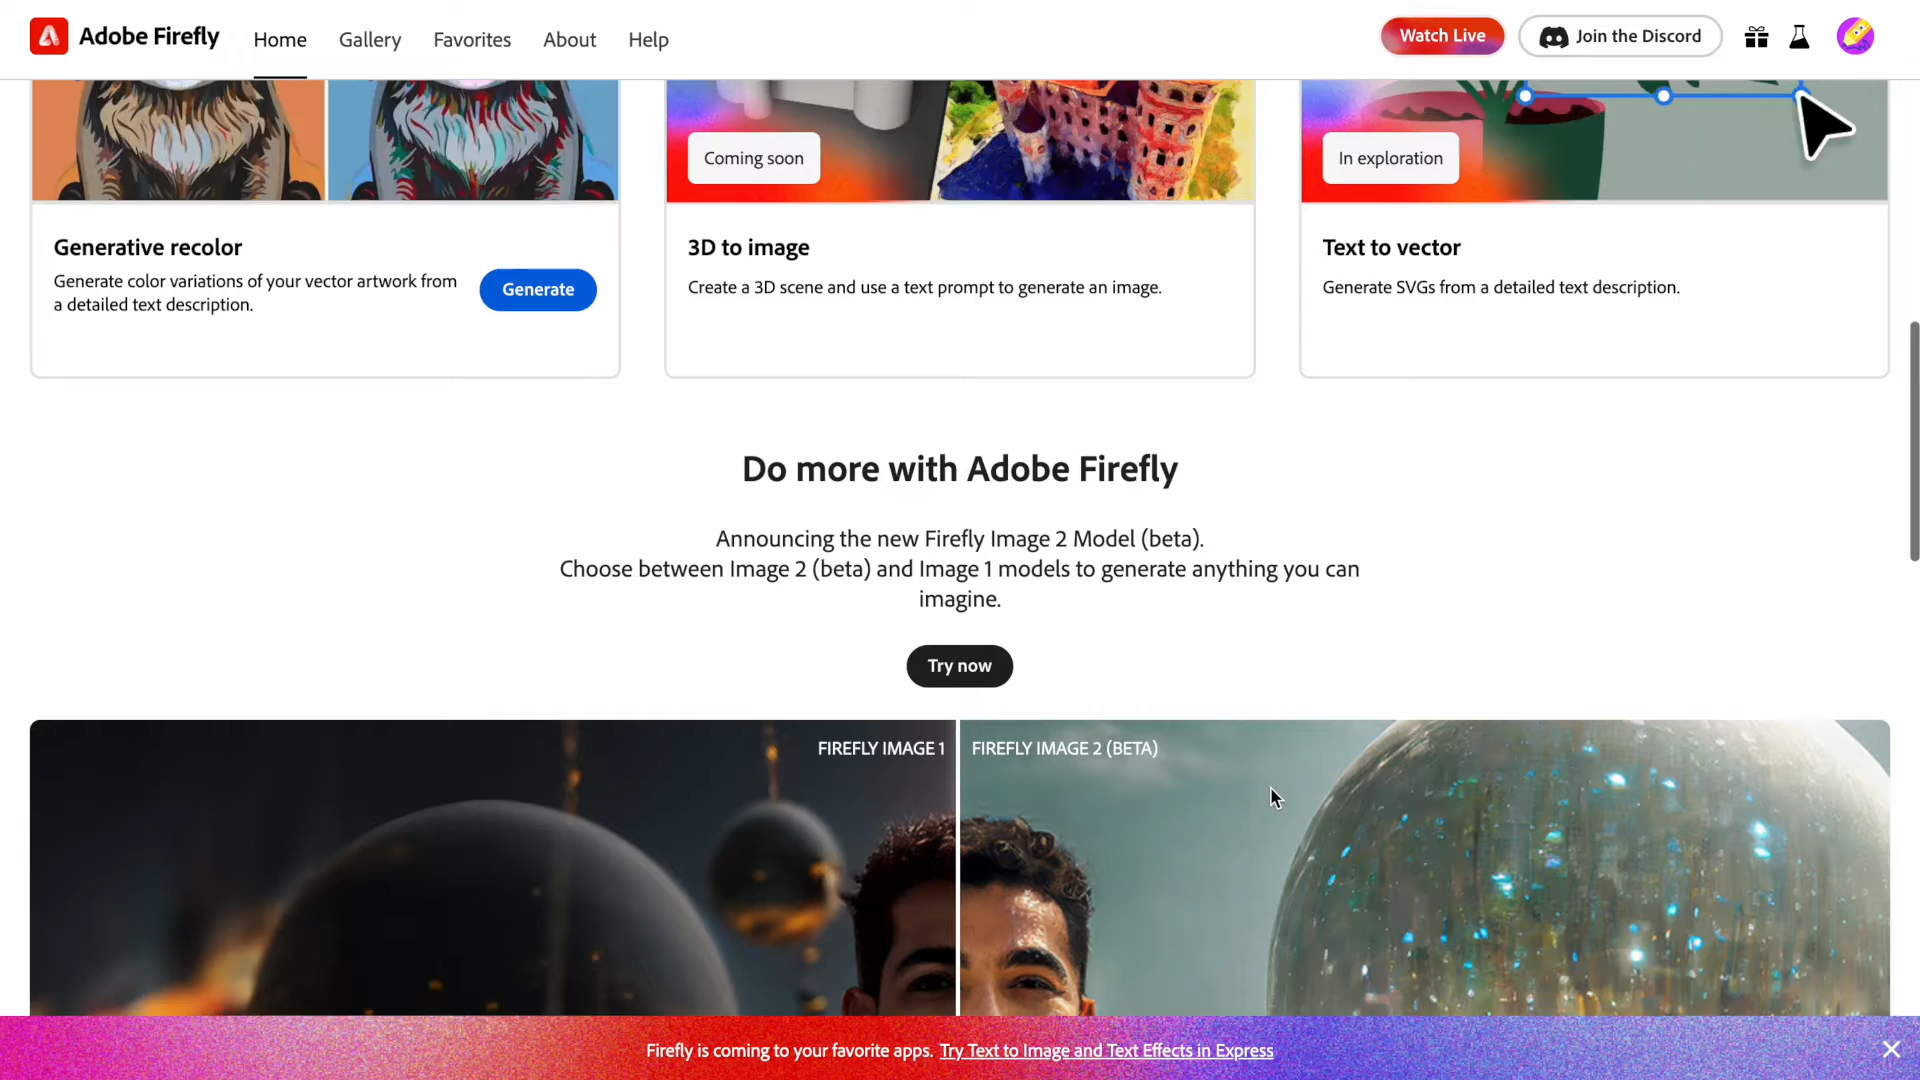 Adobe Firefly
Home
Gallery
Favorites
About
Help
Watch Live
Join the Discord
Coming soon
In exploration
Generative recolor
Generate color variations of your vector artwork from
a detailed text description.
Generate
3D to image
Create a 3D scene and use a text prompt to generate an image.
Text to vector
Generate SVGs from a detailed text description.
Do more with Adobe Firefly
Announcing the new Firefly Image 2 Model (beta).
Choose between Image 2 (beta) and Image 1 models to generate anything you can
imagine.
Try now
FIREFLY IMAGE 1
FIREFLY IMAGE 2 (BETA)
Firefly is coming to your favorite apps. Try Text to Image and Text Effects in Express